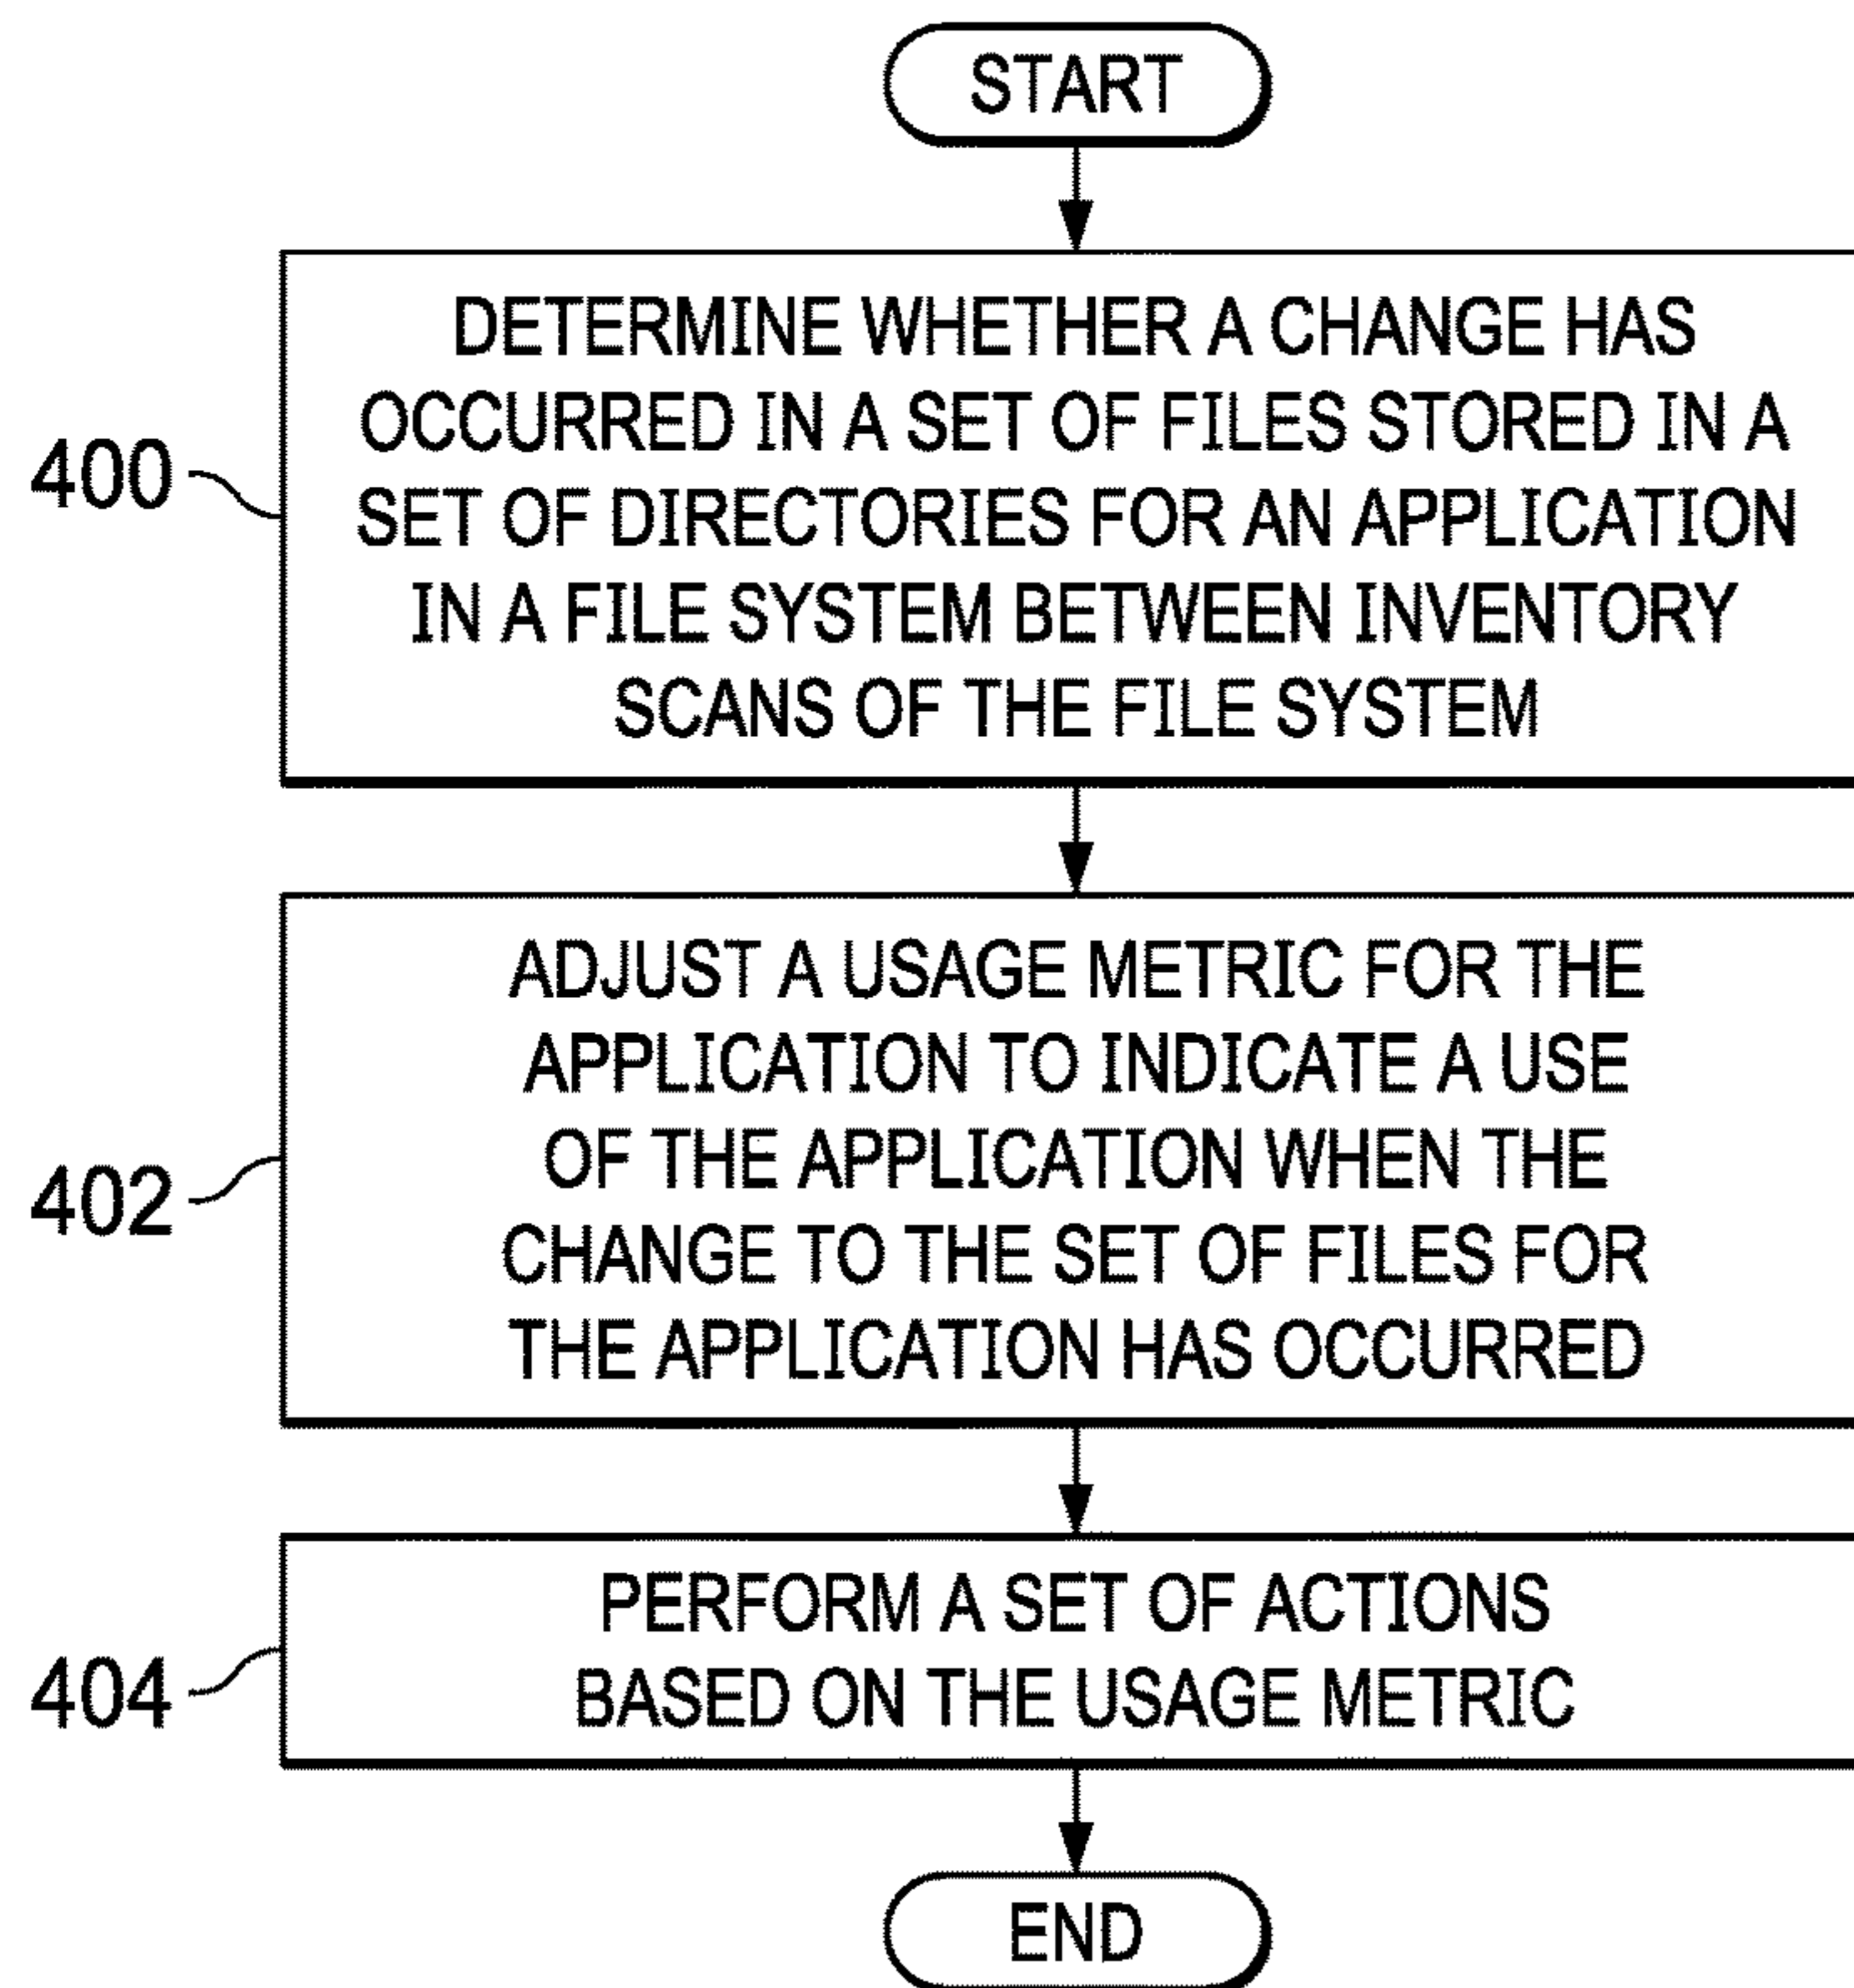 START
DETERMINE WHETHER A CHANGE HAS
OCCURRED IN A SET OF FILES STORED IN A
400
SET OF DIRECTORIES FOR AN APPLICATION
IN A FILE SYSTEM BETWEEN INVENTORY
SCANS OF THE FILE SYSTEM
ADJUST A USAGE METRIC FOR THE
APPLICATION TO INDICATE A USE
OF THE APPLICATION WHEN THE
402
CHANGE TO THE SET OF FILES FOR
THE APPLICATION HAS OCCURRED
PERFORM A SET OF ACTIONS
404
BASED ON THE USAGE METRIC
END